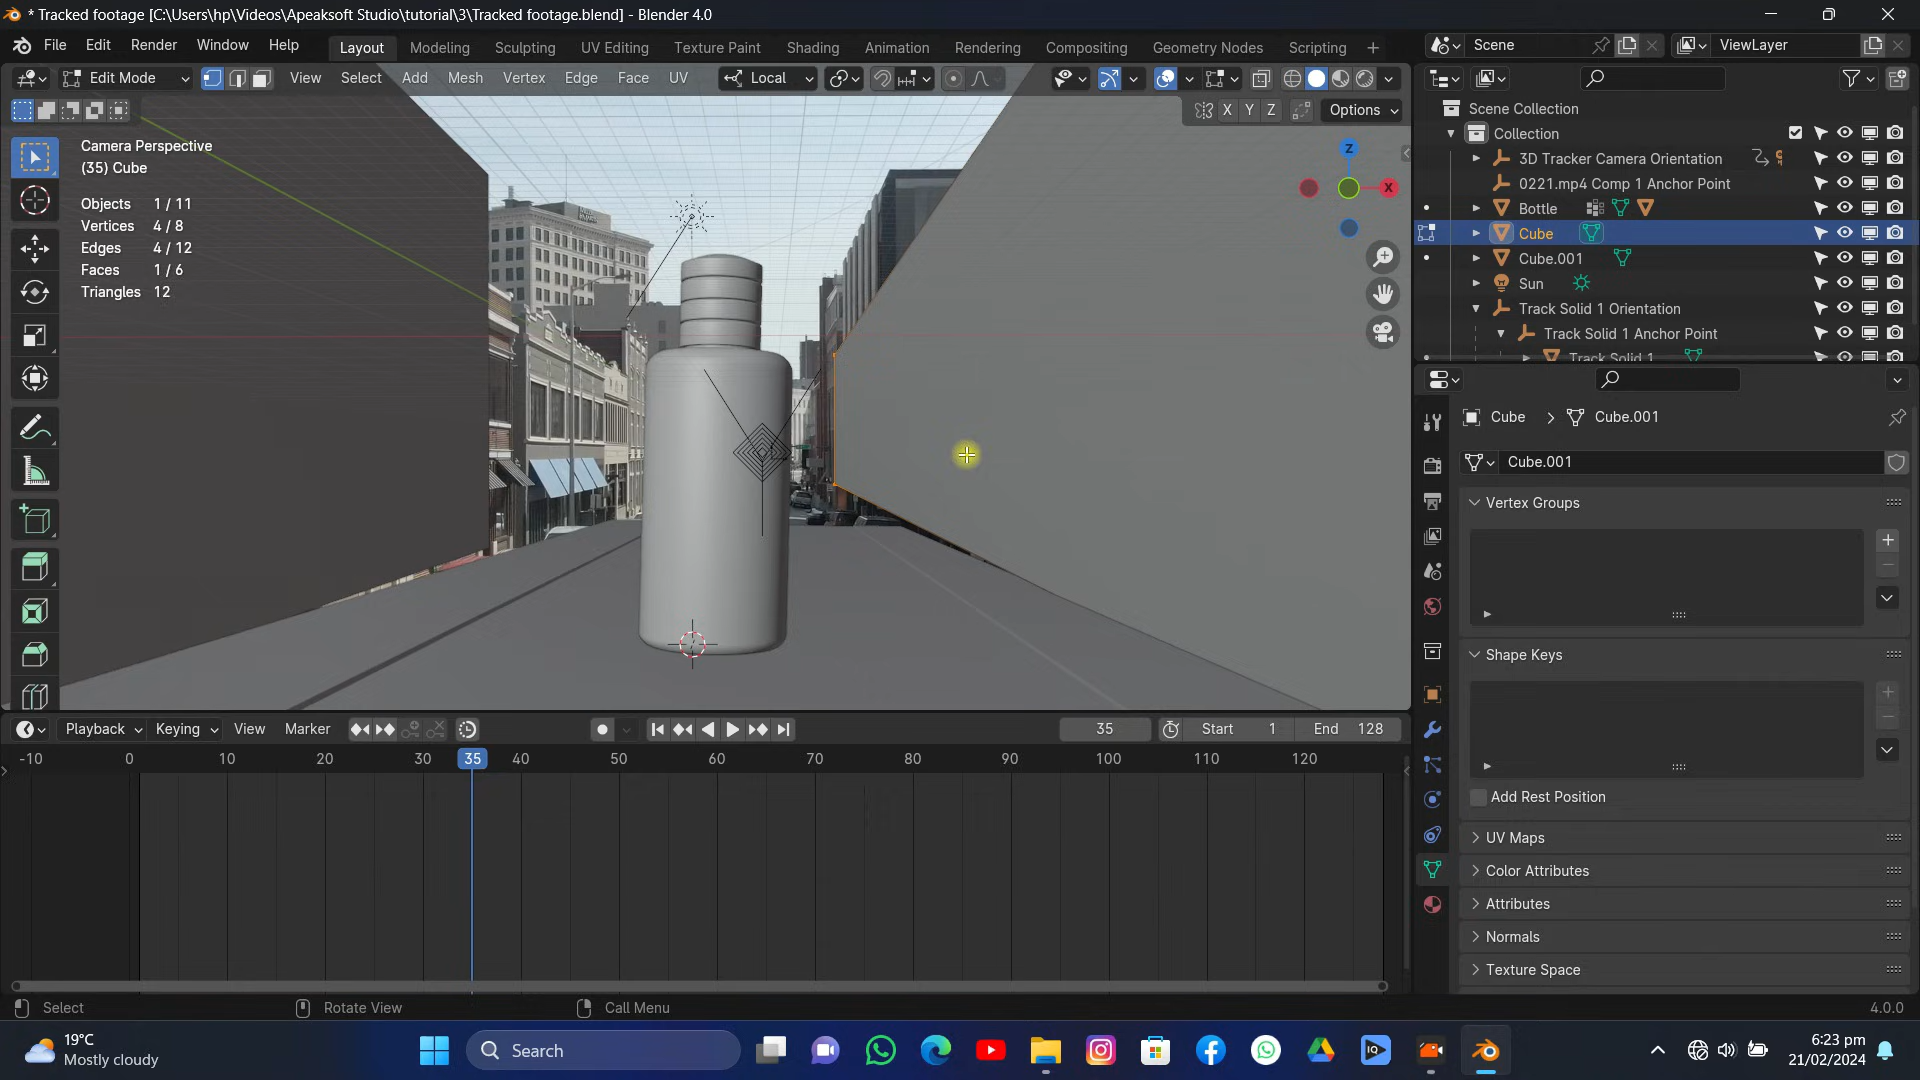 * Tracked footage [C:\Users\hp\Videos\Apeaksoft Studio\tutorial\3\Tracked footage.blend] - Blender 4.0
File Edit Render Window Help Layout Modeling Sculpting UV Editing Texture Paint Shading Animation Rendering Compositing Geometry Nodes Scripting + Scene ViewLayer
Edit Mode View Select Add Mesh Vertex Edge Face UV Local
X Y Z Options
Camera Perspective
(35) Cube
Objects 1 / 11
Vertices 4 / 8
Edges 4 / 12
Faces 1 / 6
Triangles 12
Z
X
Scene Collection
Collection
3D Tracker Camera Orientation
0221.mp4 Comp 1 Anchor Point
Bottle
Cube
Cube.001
Sun
Track Solid 1 Orientation
Track Solid 1 Anchor Point
Track Solid 1
Cube > Cube.001
Cube.001
Vertex Groups
Shape Keys
Add Rest Position
UV Maps
Color Attributes
Attributes
Normals
Texture Space
Playback Keying View Marker 35 Start 1 End 128
-10 0 10 20 30 35 40 50 60 70 80 90 100 110 120
Select Rotate View Call Menu 4.0.0
19°C
Mostly cloudy
Search
6:23 pm
21/02/2024